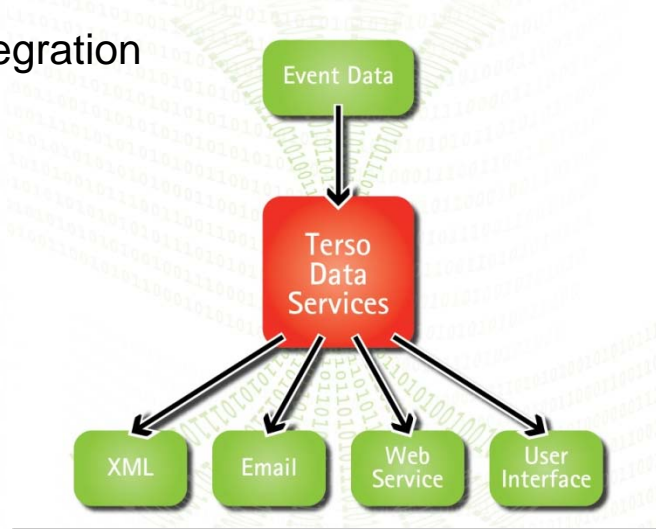 egration
Event Data
Terso
Data
Services
XML
Email
Web
Service
User
Interface